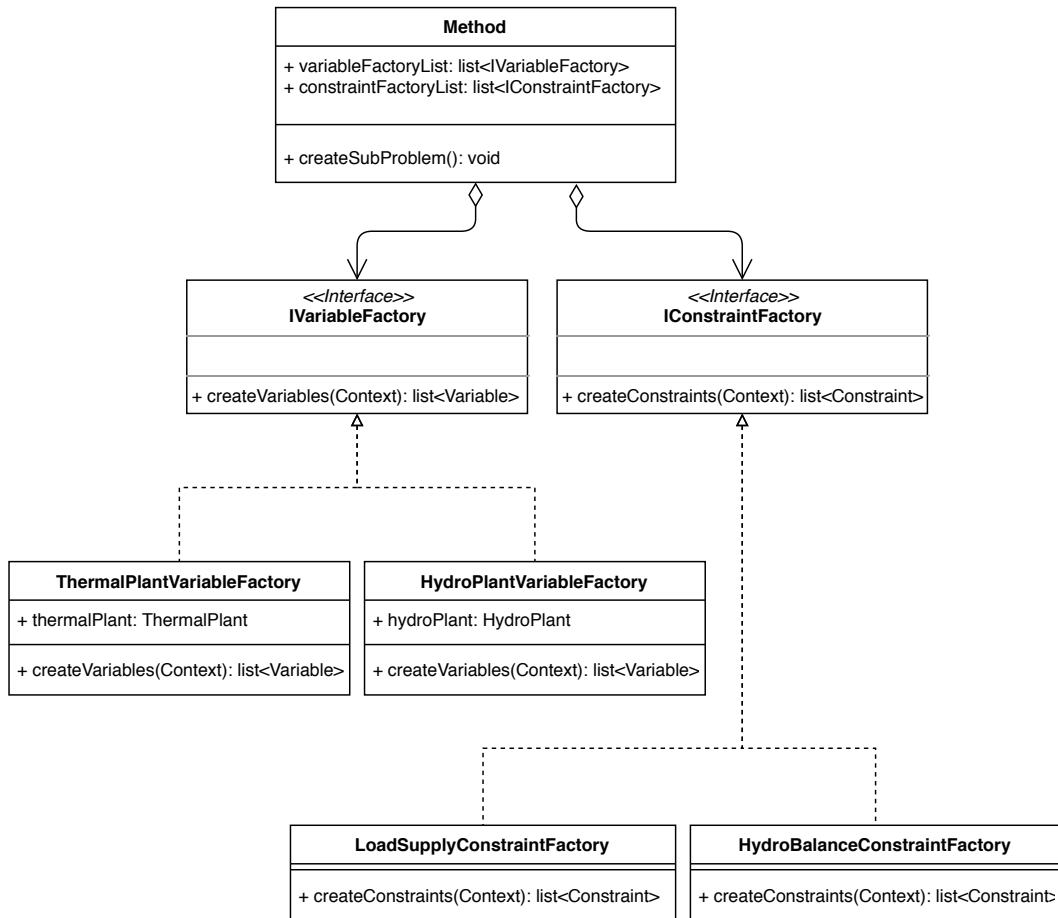 Method
+ variableFactoryList: list<IVariableFactory>
+ constraintFactoryList: list<IConstraintFactory>
+ createSubProblem(): void
<<Interface>>
IVariableFactory
+ createVariables(Context): list<Variable>
<<Interface>>
IConstraintFactory
+ createConstraints(Context): list<Constraint>
ThermalPlantVariableFactory
+ thermalPlant: ThermalPlant
+ createVariables(Context): list<Variable>
HydroPlantVariableFactory
+ hydroPlant: HydroPlant
+ createVariables(Context): list<Variable>
LoadSupplyConstraintFactory
+ createConstraints(Context): list<Constraint>
HydroBalanceConstraintFactory
+ createConstraints(Context): list<Constraint>